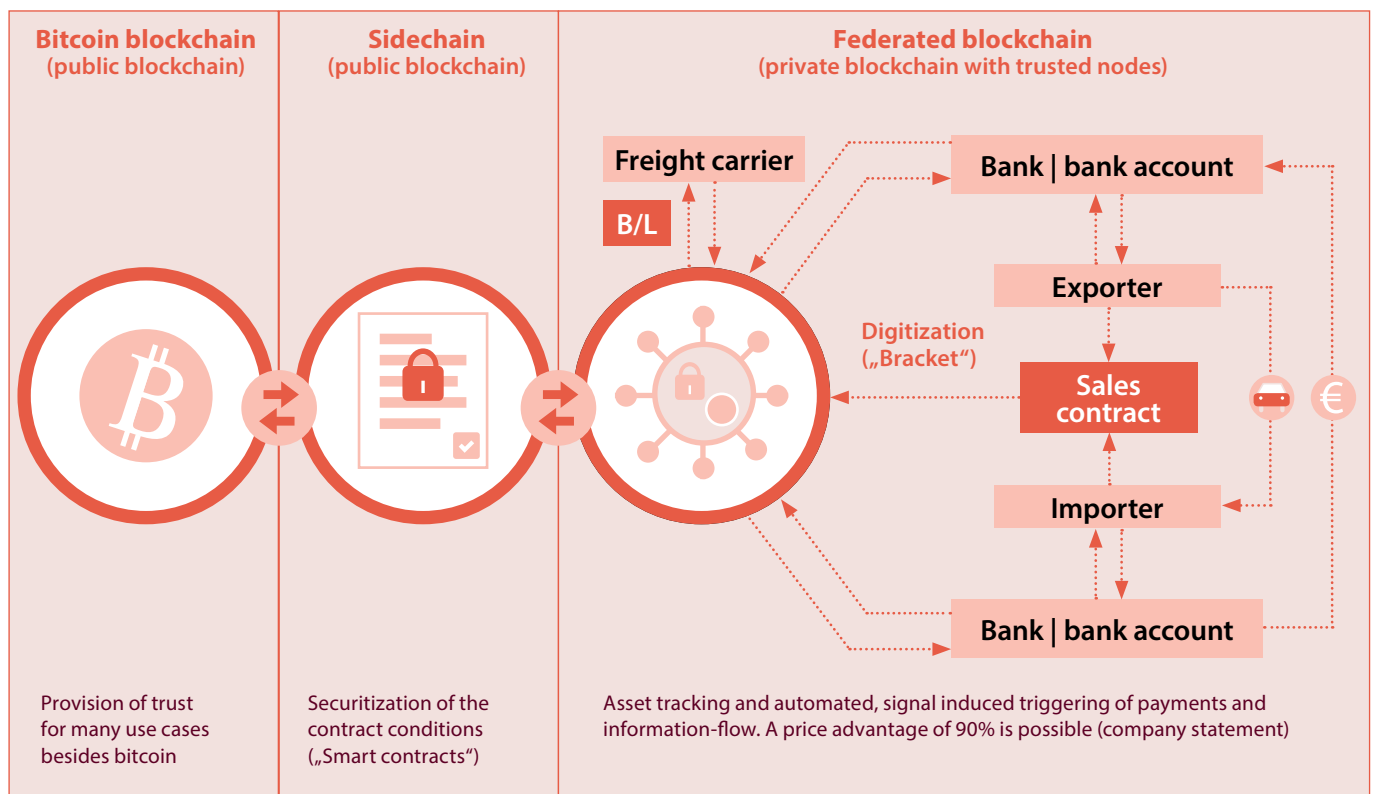 Bitcoin blockchain
(public blockchain)
Sidechain
(public blockchain)
Federated blockchain
(private blockchain with trusted nodes)
Freight carrier
B/L
Bank | bank account
Exporter
Digitization
(„Bracket“)
Sales
contract
€
Importer
Bank | bank account
Provision of trust
for many use cases
besides bitcoin
Securitization of the
contract conditions
(„Smart contracts“)
Asset tracking and automated, signal induced triggering of payments and
information-flow. A price advantage of 90% is possible (company statement)